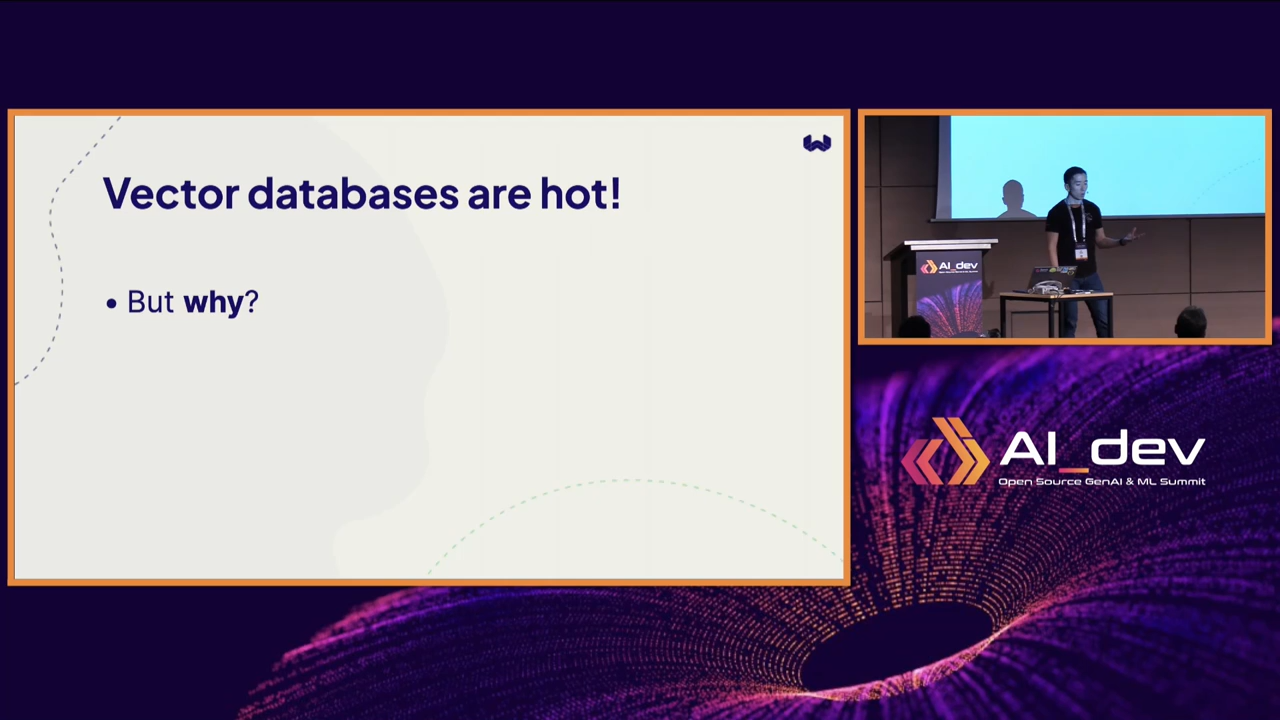 Vector databases are hot!
• But why?
AI_dev
AI_dev
Open Source GenAI & ML Summit